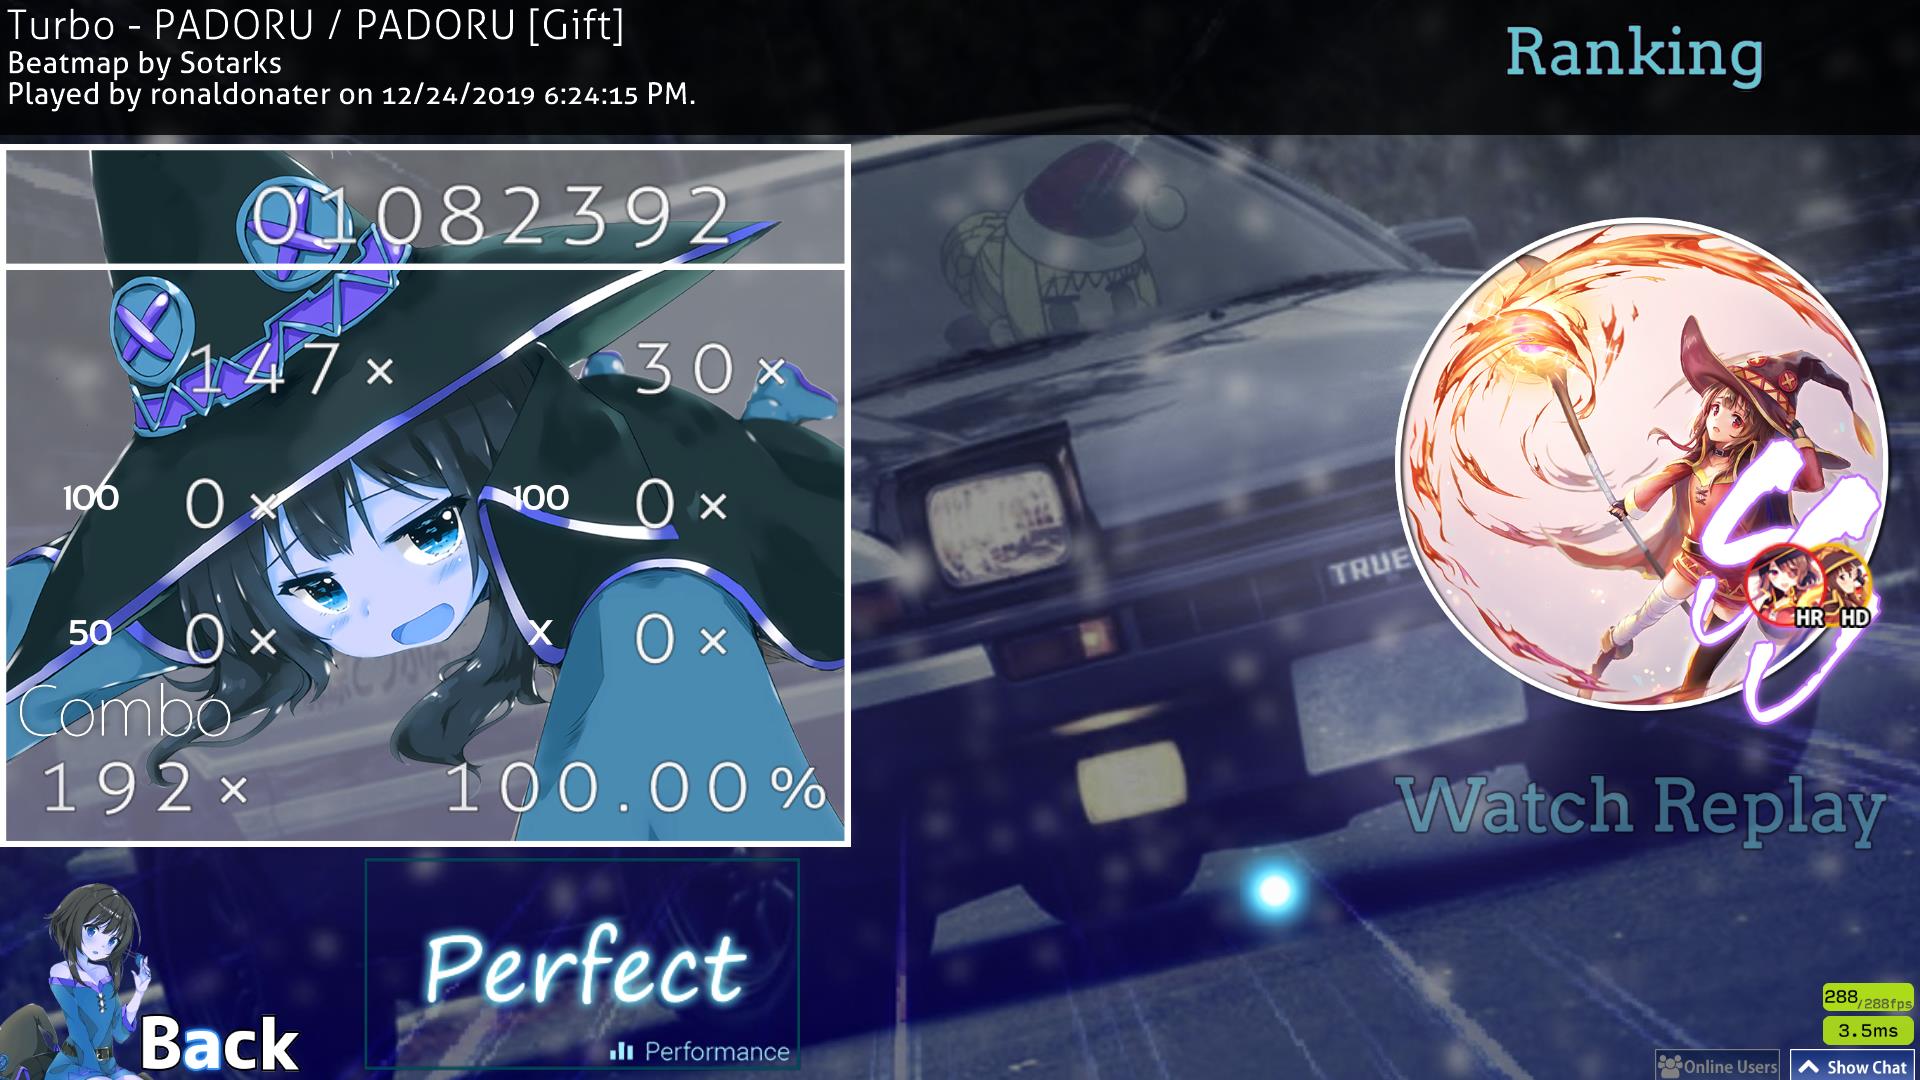 Turbo - PADORU / PADORU [Gift]
Beatmap by Sotarks
Played by ronaldonater on 12/24/2019 6:24:15 PM.
Ranking
01082392
147× 30×
100 0× 100 0×
50 0× X 0×
Combo
192× 100.00%
TRUE
HR HD
Watch Replay
Perfect
Performance
Back
288/288fps
3.5ms
Online Users
Show Chat